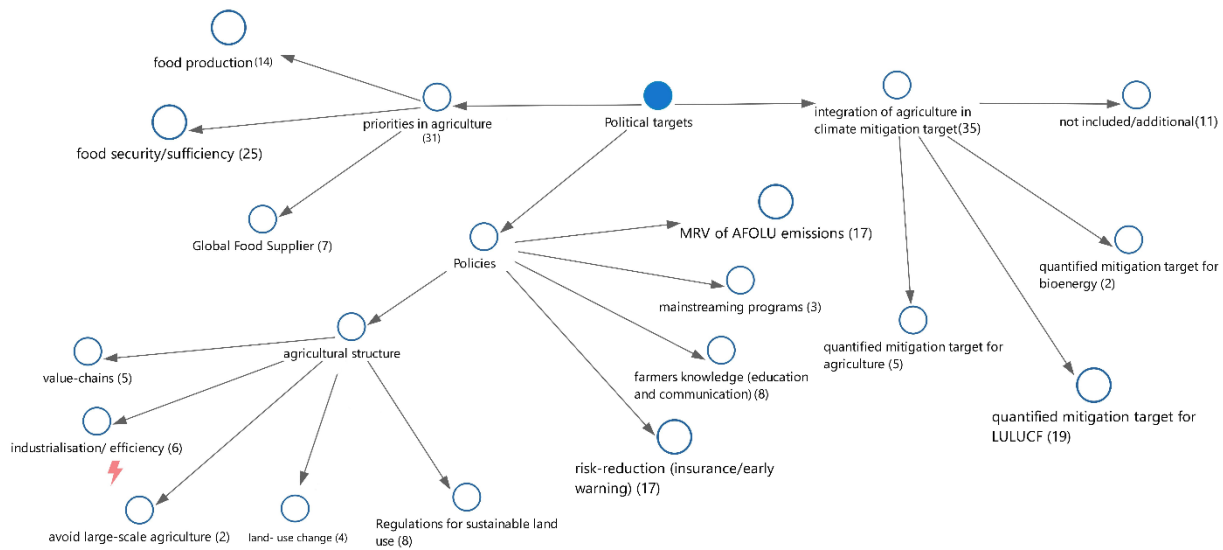 food production (14)
priorities in agriculture
(31)
Political targets
integration of agriculture in
climate mitigation target(35)
not included/additional(11)
food security/sufficiency (25)
Global Food Supplier (7)
Policies
MRV of AFOLU emissions (17)
quantified mitigation target for
bioenergy (2)
mainstreaming programs (3)
agricultural structure
quantified mitigation target for
agriculture (5)
value-chains (5)
farmers knowledge (education
and communication) (8)
quantified mitigation target for
LULUCF (19)
industrialisation/ efficiency (6)
risk-reduction (insurance/early
warning) (17)
avoid large-scale agriculture (2)
land- use change (4)
Regulations for sustainable land
use (8)